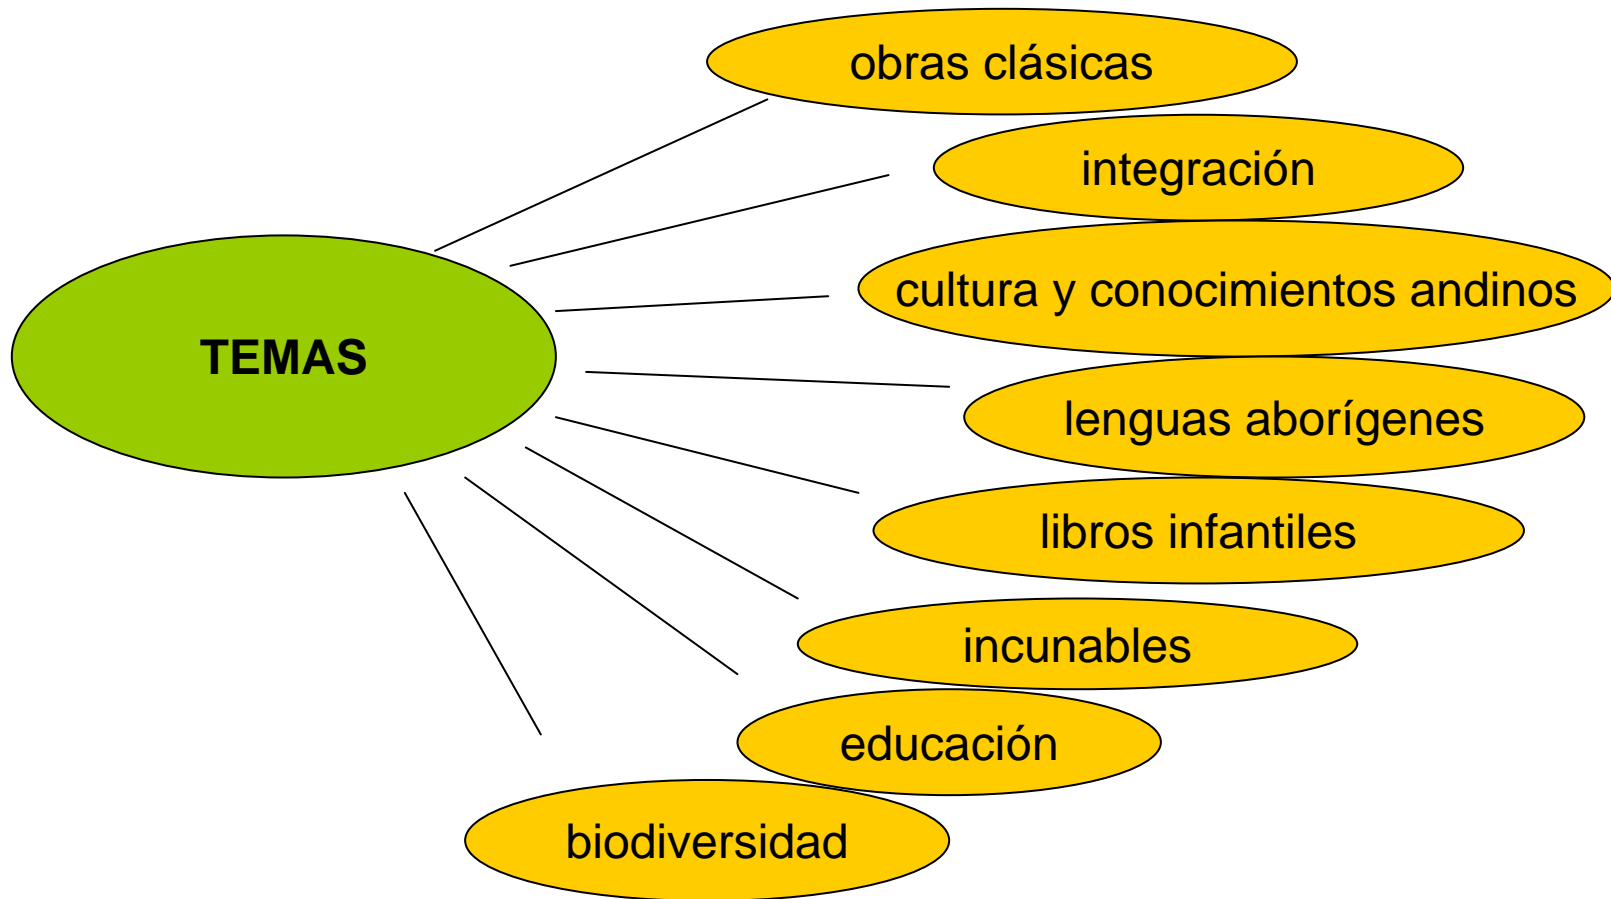 obras clásicas
integración
cultura y conocimientos andinos
TEMAS
lenguas aborígenes
libros infantiles
incunables
educación
biodiversidad